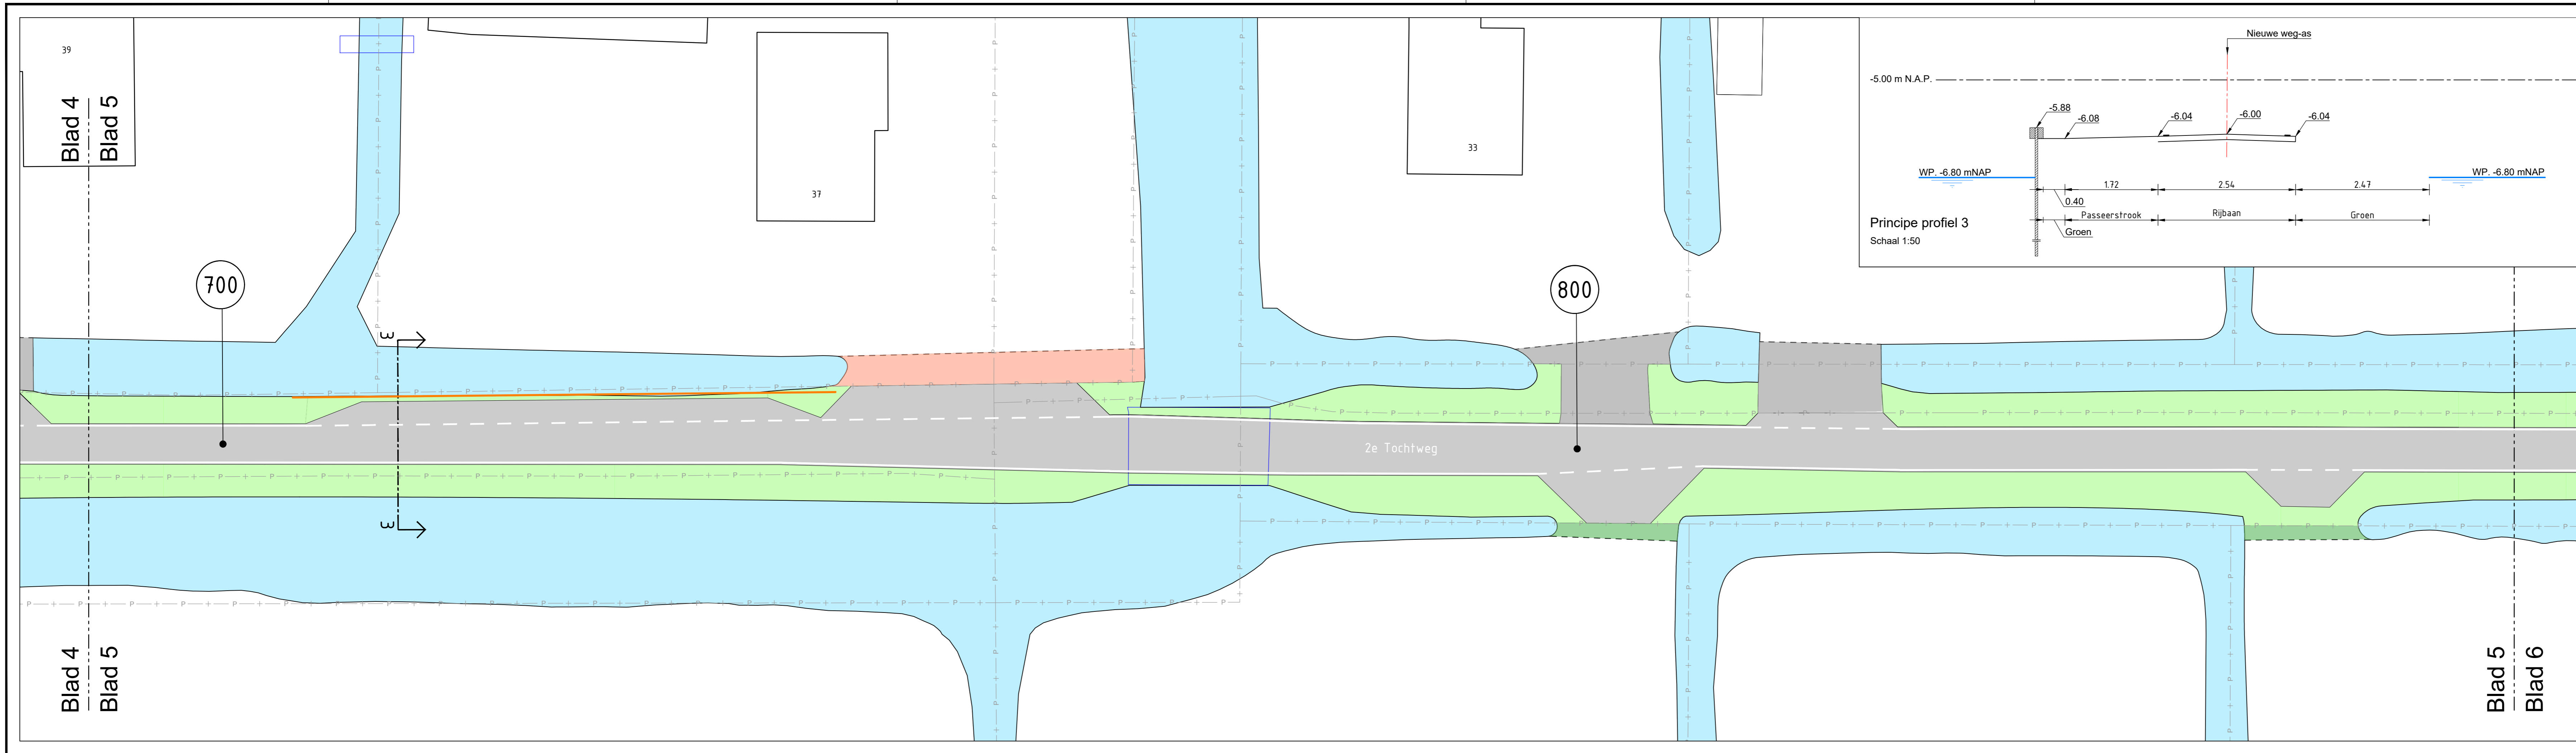 39
Blad 4
Blad 5
37
33
700
800
3
3
2e Tochtweg
Blad 4
Blad 5
Blad 5
Blad 6
Nieuwe weg-as
-5.00 m N.A.P.
-5.88
-6.08
-6.04
-6.00
-6.04
WP. -6.80 mNAP
WP. -6.80 mNAP
1.72
2.54
2.47
0.40
Passeerstrook
Rijbaan
Groen
Groen
Principe profiel 3
Schaal 1:50